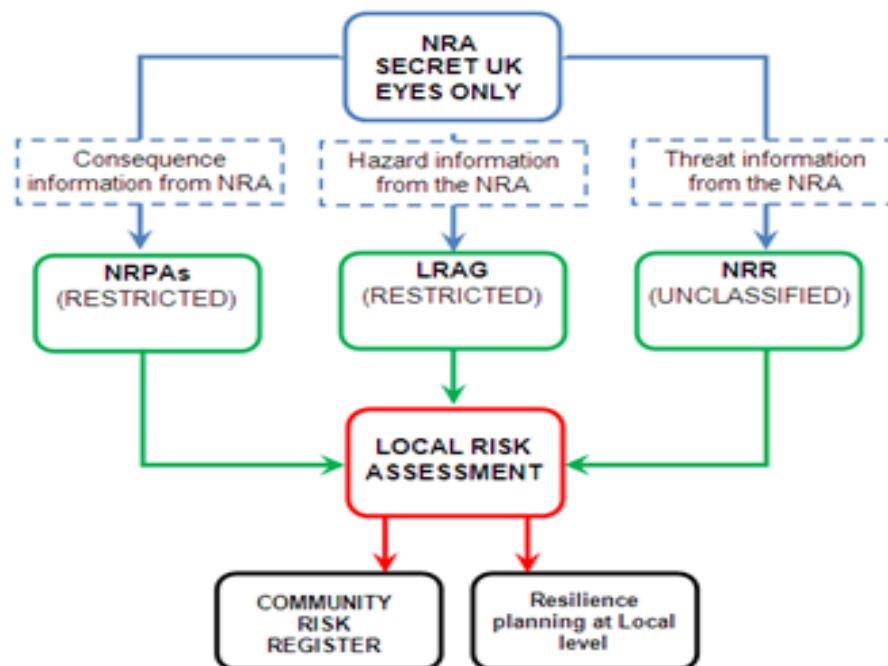 NRA
SECRET UK
EYES ONLY
Consequence
information from NRA
Hazard information
from the NRA
Threat information
from the NRA
NRPAs
(RESTRICTED)
LRAG
(RESTRICTED)
NRR
(UNCLASSIFIED)
LOCAL RISK
ASSESSMENT
COMMUNITY
RISK
REGISTER
Resilience
planning at Local
level